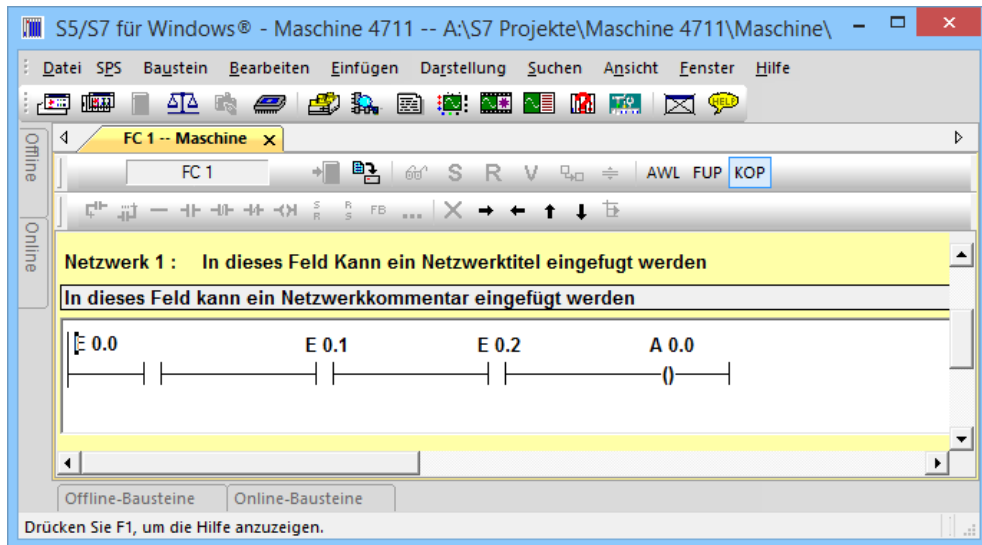 S5/S7 für Windows® - Maschine 4711 -- A:\S7 Projekte\Maschine 4711\Maschine\
Datei SPS Baustein Bearbeiten Einfügen Darstellung Suchen Ansicht Fenster Hilfe
HELP
Offline
Online
FC 1 -- Maschine x
FC 1 S R V AWL FUP KOP
S R R S FB ...
Netzwerk 1 : In dieses Feld Kann ein Netzwerktitel eingefugt werden
In dieses Feld kann ein Netzwerkkommentar eingefügt werden
E 0.0 E 0.1 E 0.2 A 0.0
()
Offline-Bausteine Online-Bausteine
Drücken Sie F1, um die Hilfe anzuzeigen.